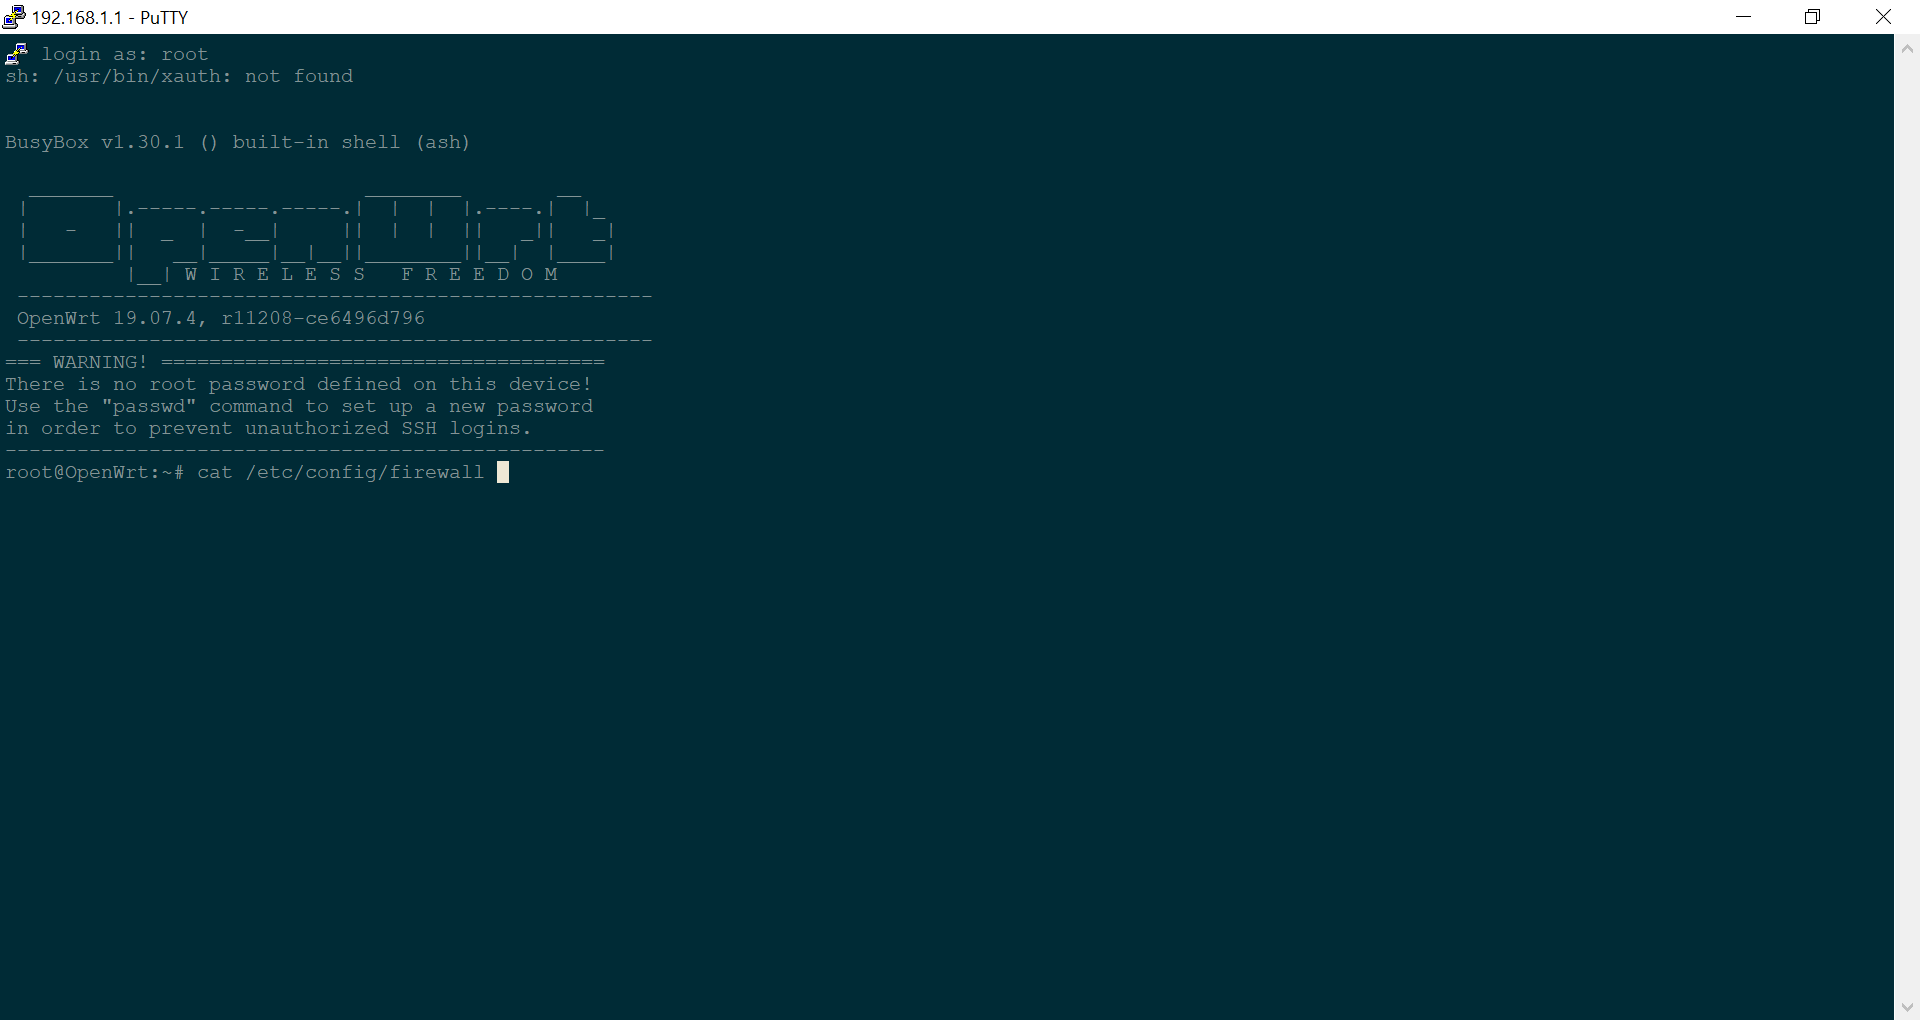 192.168.1.1 - PuTTY
login as: root
sh: /usr/bin/xauth: not found
BusyBox v1.30.1 () built-in shell (ash)
OpenWrt
W I R E L E S S   F R E E D O M
-----------------------------------------------------
OpenWrt 19.07.4, r11208-ce6496d796
-----------------------------------------------------
=== WARNING! =====================================
There is no root password defined on this device!
Use the "passwd" command to set up a new password
in order to prevent unauthorized SSH logins.
--------------------------------------------------
root@OpenWrt:~# cat /etc/config/firewall